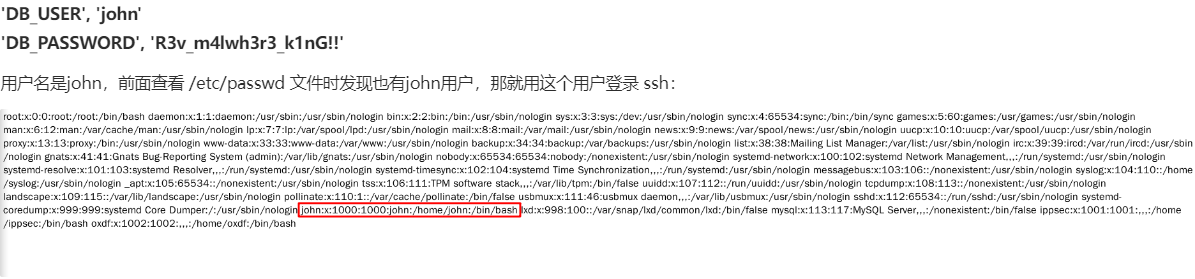 'DB_USER', 'john'
'DB_PASSWORD', 'R3v_m4lwh3r3_k1nG!!'
用户名是john，前面查看 /etc/passwd 文件时发现也有john用户，那就用这个用户登录 ssh：
root:x:0:0:root:/root:/bin/bash daemon:x:1:1:daemon:/usr/sbin:/usr/sbin/nologin bin:x:2:2:bin:/bin:/usr/sbin/nologin sys:x:3:3:sys:/dev:/usr/sbin/nologin sync:x:4:65534:sync:/bin:/bin/sync games:x:5:60:games:/usr/games:/usr/sbin/nologin
man:x:6:12:man:/var/cache/man:/usr/sbin/nologin lp:x:7:7:lp:/var/spool/lpd:/usr/sbin/nologin mail:x:8:8:mail:/var/mail:/usr/sbin/nologin news:x:9:9:news:/var/spool/news:/usr/sbin/nologin uucp:x:10:10:uucp:/var/spool/uucp:/usr/sbin/nologin
proxy:x:13:13:proxy:/bin:/usr/sbin/nologin www-data:x:33:33:www-data:/var/www:/usr/sbin/nologin backup:x:34:34:backup:/var/backups:/usr/sbin/nologin list:x:38:38:Mailing List Manager:/var/list:/usr/sbin/nologin irc:x:39:39:ircd:/var/run/ircd:/usr/sbin
/nologin gnats:x:41:41:Gnats Bug-Reporting System (admin):/var/lib/gnats:/usr/sbin/nologin nobody:x:65534:65534:nobody:/nonexistent:/usr/sbin/nologin systemd-network:x:100:102:systemd Network Management,,,:/run/systemd:/usr/sbin/nologin
systemd-resolve:x:101:103:systemd Resolver,,,:/run/systemd:/usr/sbin/nologin systemd-timesync:x:102:104:systemd Time Synchronization,,,:/run/systemd:/usr/sbin/nologin messagebus:x:103:106::/nonexistent:/usr/sbin/nologin syslog:x:104:110::/home
/syslog:/usr/sbin/nologin _apt:x:105:65534::/nonexistent:/usr/sbin/nologin tss:x:106:111:TPM software stack,,,:/var/lib/tpm:/bin/false uuidd:x:107:112::/run/uuidd:/usr/sbin/nologin tcpdump:x:108:113::/nonexistent:/usr/sbin/nologin
landscape:x:109:115::/var/lib/landscape:/usr/sbin/nologin pollinate:x:110:1::/var/cache/pollinate:/bin/false usbmux:x:111:46:usbmux daemon,,,:/var/lib/usbmux:/usr/sbin/nologin sshd:x:112:65534::/run/sshd:/usr/sbin/nologin systemd-
coredump:x:999:999:systemd Core Dumper:/:/usr/sbin/nologin john:x:1000:1000:john:/home/john:/bin/bash lxd:x:998:100::/var/snap/lxd/common/lxd:/bin/false mysql:x:113:117:MySQL Server,,,:/nonexistent:/bin/false ippsec:x:1001:1001:,,,:/home
/ippsec:/bin/bash oxdf:x:1002:1002:,,,:/home/oxdf:/bin/bash